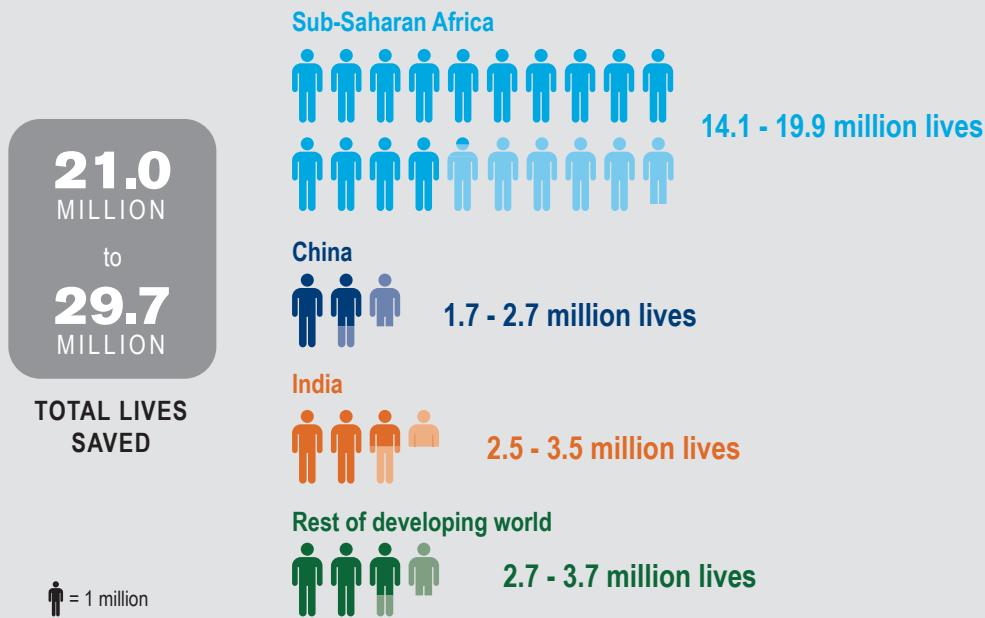 Sub-Saharan Africa
14.1 - 19.9 million lives
21.0
MILLION
to
29.7
MILLION
TOTAL LIVES
SAVED
China
1.7 - 2.7 million lives
India
2.5 - 3.5 million lives
Rest of developing world
2.7 - 3.7 million lives
= 1 million